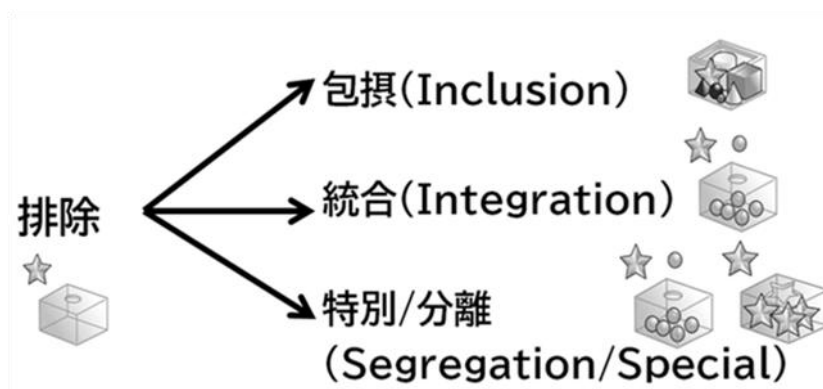 包摂(Inclusion)
統合(Integration)
排除
特別/分離
(Segregation/Special)